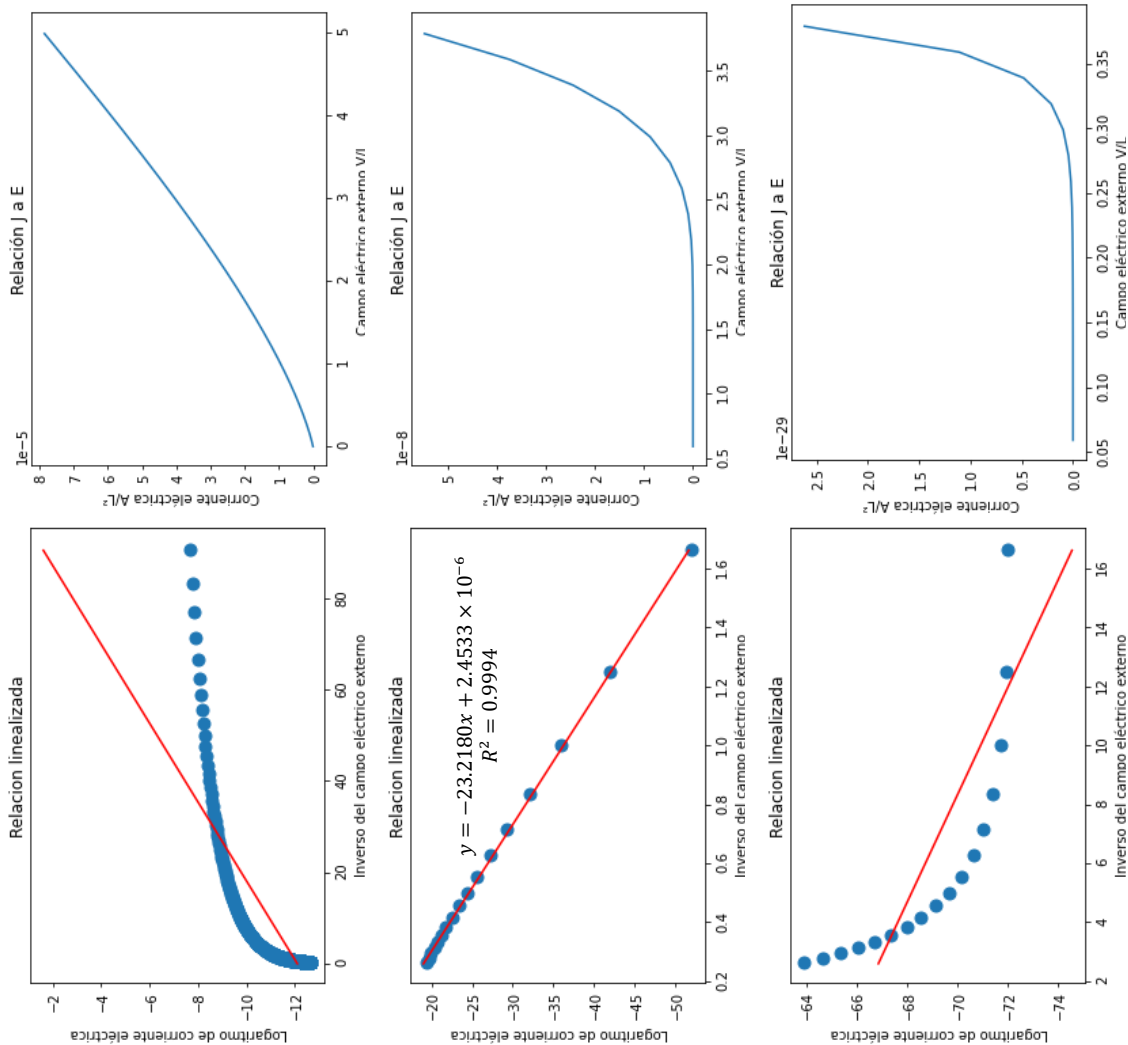 Relacion linealizada
Logaritmo de corriente eléctrica
−2
−4
−6
−8
−10
−12
0 20 40 60 80
Inverso del campo eléctrico externo
Relación J a E
1e−5
Corriente eléctrica A/L²
8
7
6
5
4
3
2
1
0
0 1 2 3 4 5
Campo eléctrico externo V/L
Relacion linealizada
Logaritmo de corriente eléctrica
−20
−25
−30
−35
−40
−45
−50
y = −23.2180x + 2.4533 × 10⁻⁶
R² = 0.9994
0.2 0.4 0.6 0.8 1.0 1.2 1.4 1.6
Inverso del campo eléctrico externo
Relación J a E
1e−8
Corriente eléctrica A/L²
5
4
3
2
1
0
0.5 1.0 1.5 2.0 2.5 3.0 3.5
Campo eléctrico externo V/L
Relacion linealizada
Logaritmo de corriente eléctrica
−64
−66
−68
−70
−72
−74
2 4 6 8 10 12 14 16
Inverso del campo eléctrico externo
Relación J a E
1e−29
Corriente eléctrica A/L²
2.5
2.0
1.5
1.0
0.5
0.0
0.05 0.10 0.15 0.20 0.25 0.30 0.35
Campo eléctrico externo V/L